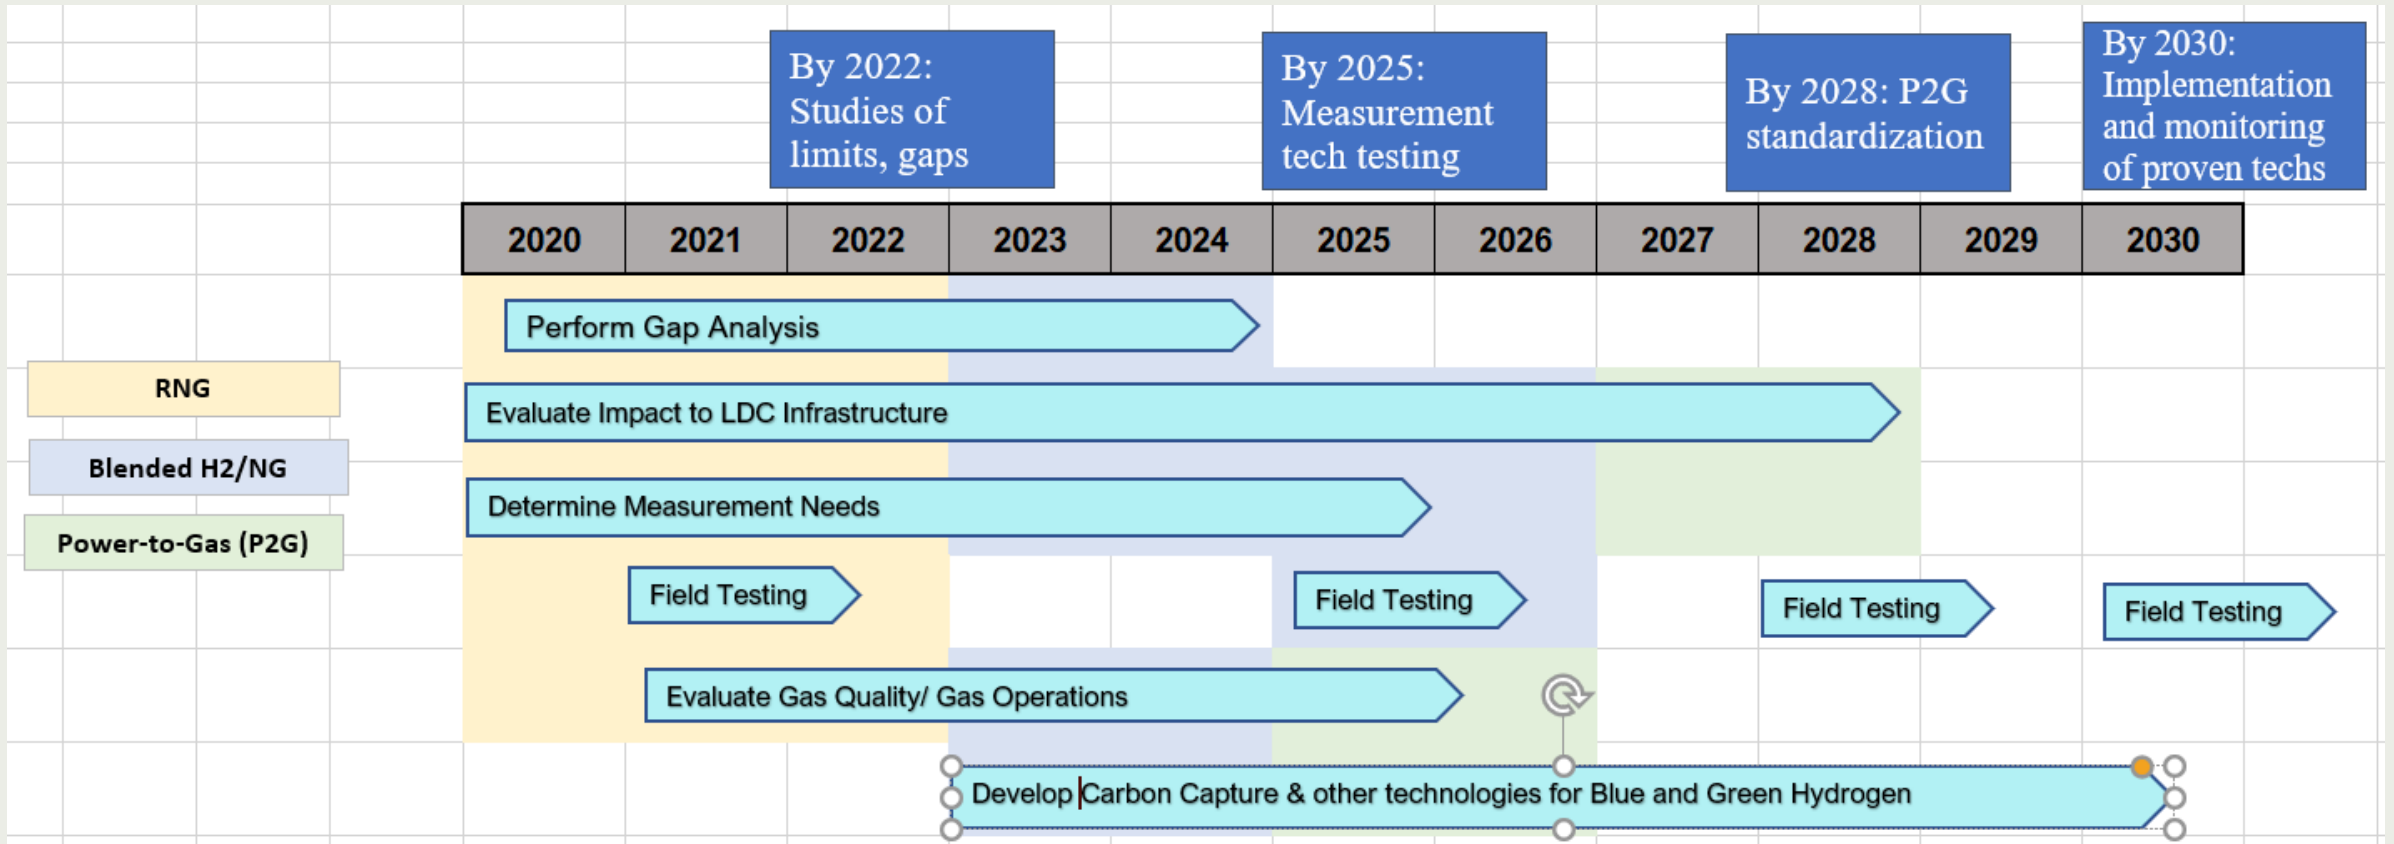 By 2022:
Studies of
limits, gaps
By 2025:
Measurement
tech testing
By 2028: P2G
standardization
By 2030:
Implementation
and monitoring
of proven techs
2020 2021 2022 2023 2024 2025 2026 2027 2028 2029 2030
Perform Gap Analysis
RNG
Evaluate Impact to LDC Infrastructure
Blended H2/NG
Determine Measurement Needs
Power-to-Gas (P2G)
Field Testing Field Testing Field Testing Field Testing
Evaluate Gas Quality/ Gas Operations
Develop Carbon Capture & other technologies for Blue and Green Hydrogen